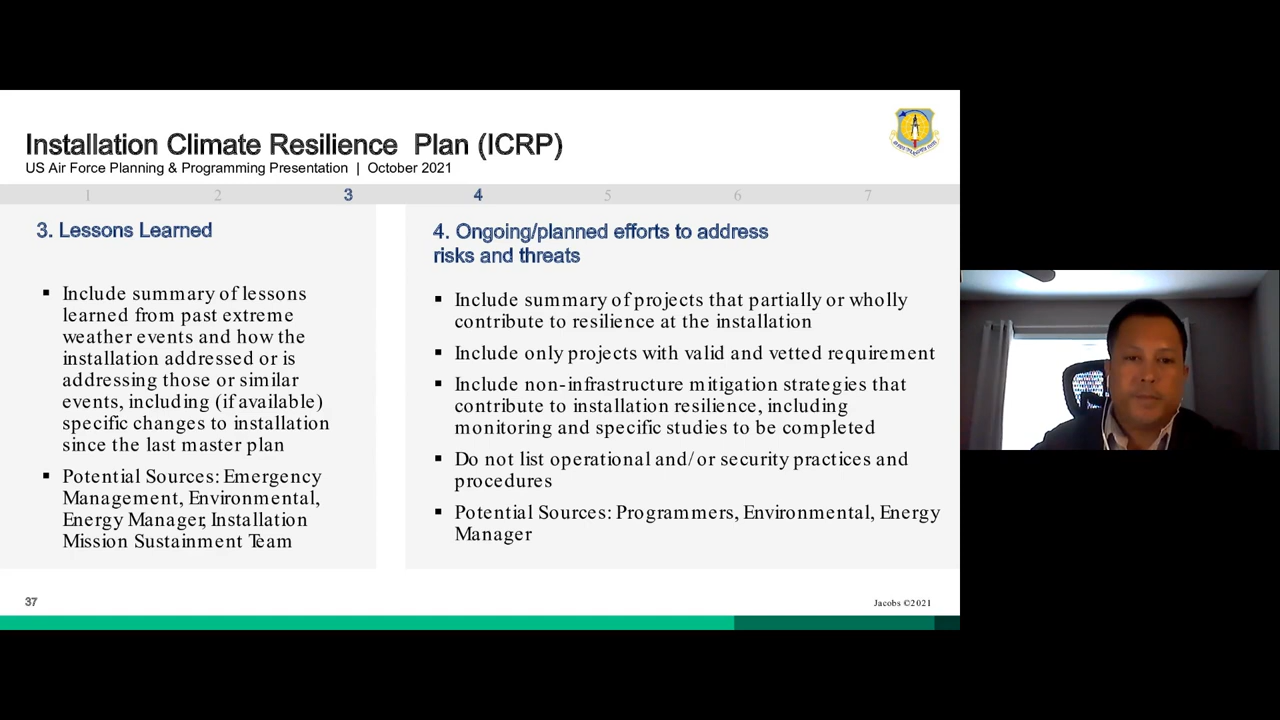 Installation Climate Resilience Plan (ICRP)
US Air Force Planning & Programming Presentation | October 2021
1 2 3 4 5 6 7
3. Lessons Learned
▪ Include summary of lessons
learned from past extreme
weather events and how the
installation addressed or is
addressing those or similar
events, including (if available)
specific changes to installation
since the last master plan
▪ Potential Sources: Emergency
Management, Environmental,
Energy Manager, Installation
Mission Sustainment Team
4. Ongoing/planned efforts to address
risks and threats
▪ Include summary of projects that partially or wholly
contribute to resilience at the installation
▪ Include only projects with valid and vetted requirement
▪ Include non-infrastructure mitigation strategies that
contribute to installation resilience, including
monitoring and specific studies to be completed
▪ Do not list operational and/or security practices and
procedures
▪ Potential Sources: Programmers, Environmental, Energy
Manager
37
Jacobs ©2021